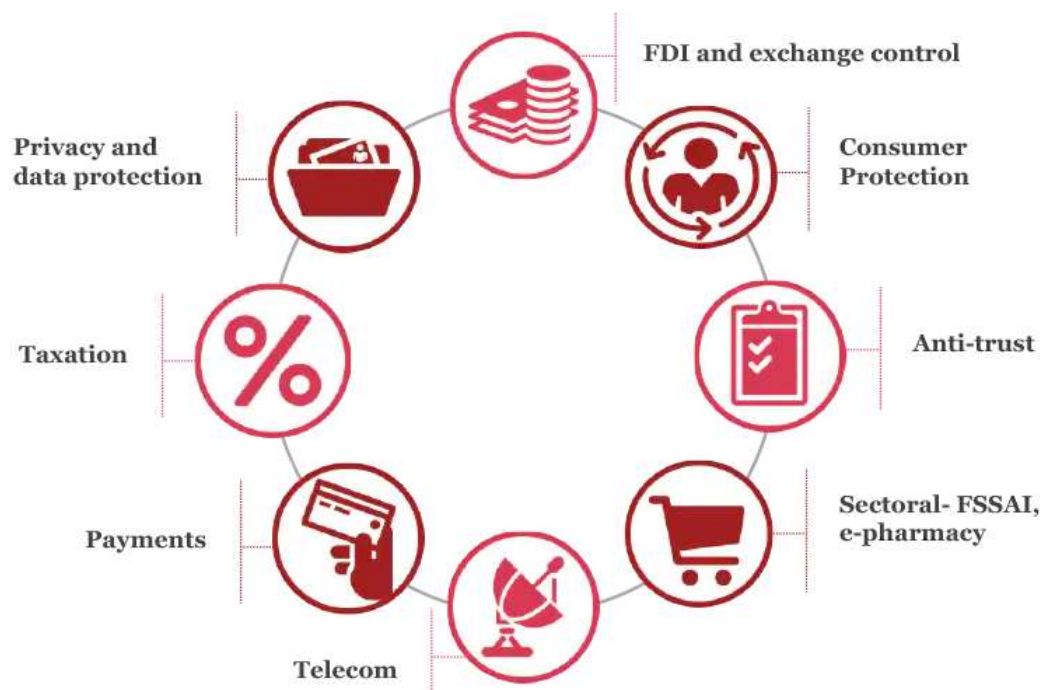 FDI and exchange control
Privacy and
data protection
Consumer
Protection
Taxation
Anti-trust
Payments
Sectoral- FSSAI,
e-pharmacy
Telecom